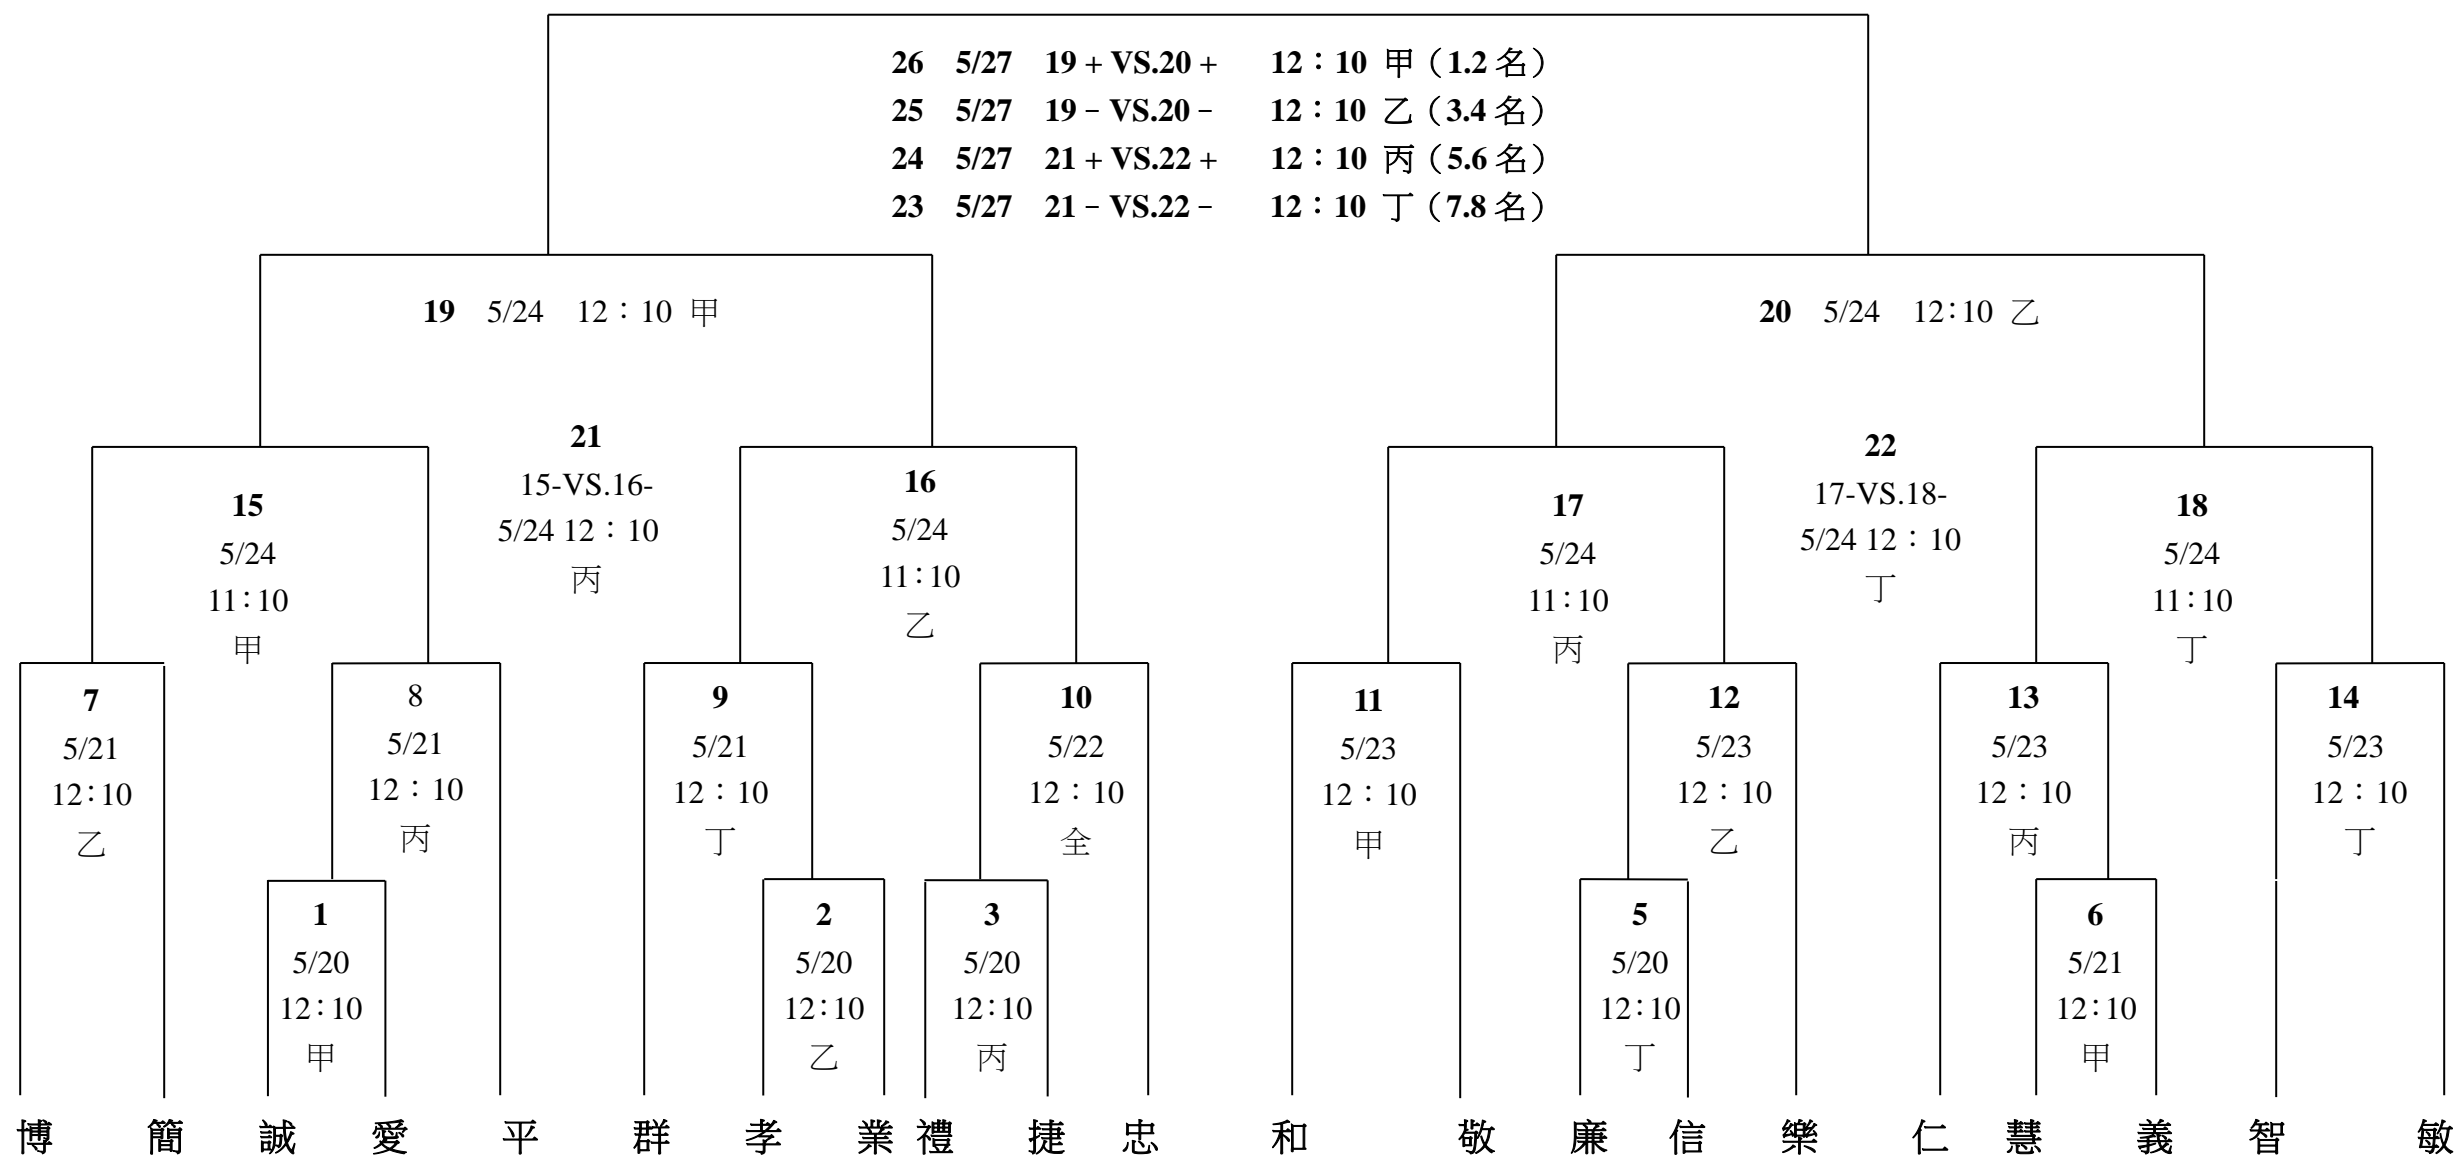 26 5/27 19 + VS.20 + 12：10 甲（1.2 名）
25 5/27 19－VS.20－ 12：10 乙（3.4 名）
24 5/27 21 + VS.22 + 12：10 丙（5.6 名）
23 5/27 21－VS.22－ 12：10 丁（7.8 名）
19 5/24 12：10 甲
20 5/24 12：10 乙
21
15-VS.16-
5/24 12：10
丙
22
17-VS.18-
5/24 12：10
丁
15
5/24
11：10
甲
16
5/24
11：10
乙
17
5/24
11：10
丙
18
5/24
11：10
丁
7
5/21
12：10
乙
8
5/21
12：10
丙
9
5/21
12：10
丁
10
5/22
12：10
全
11
5/23
12：10
甲
12
5/23
12：10
乙
13
5/23
12：10
丙
14
5/23
12：10
丁
1
5/20
12：10
甲
2
5/20
12：10
乙
3
5/20
12：10
丙
5
5/20
12：10
丁
6
5/21
12：10
甲
博 簡 誠 愛 平 群 孝 業 禮 捷 忠 和 敬 廉 信 樂 仁 慧 義 智 敏